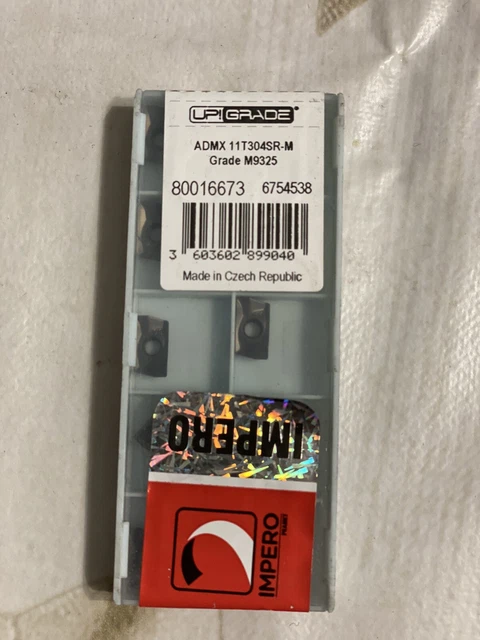 UP!GRADE®
ADMX 11T304SR-M
Grade M9325
80016673 6754538
3 603602 899040
Made in Czech Republic
IMPERO
IMPERO